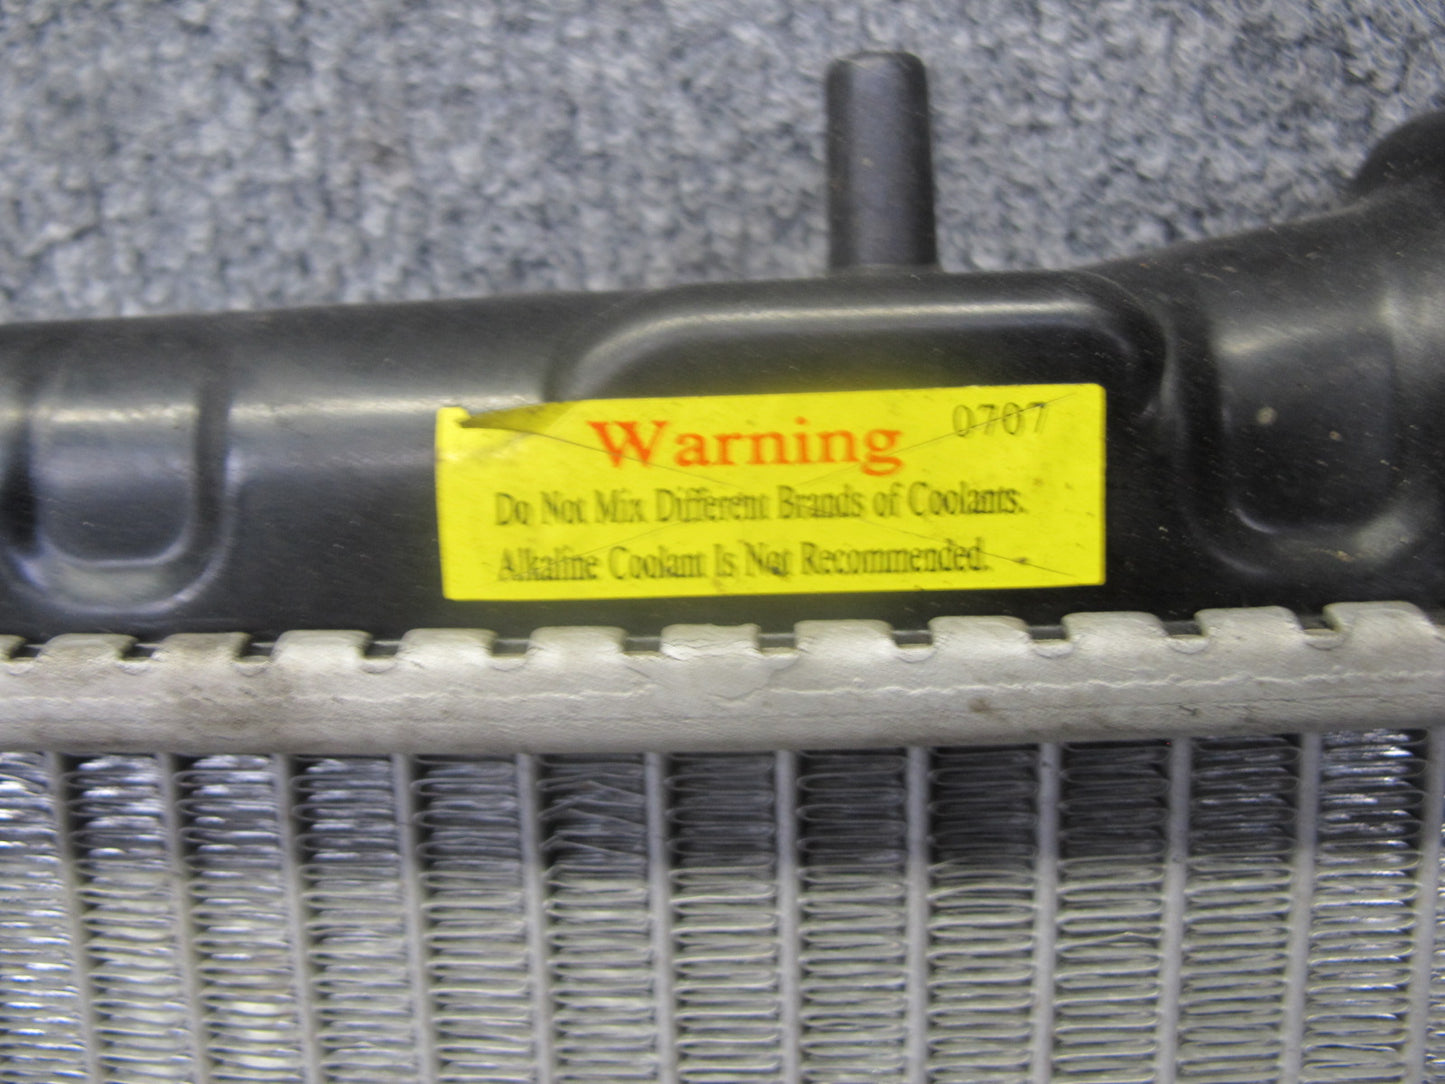 Warning 0707
Do Not Mix Different Brands of Coolants.
Alkaline Coolant Is Not Recommended.